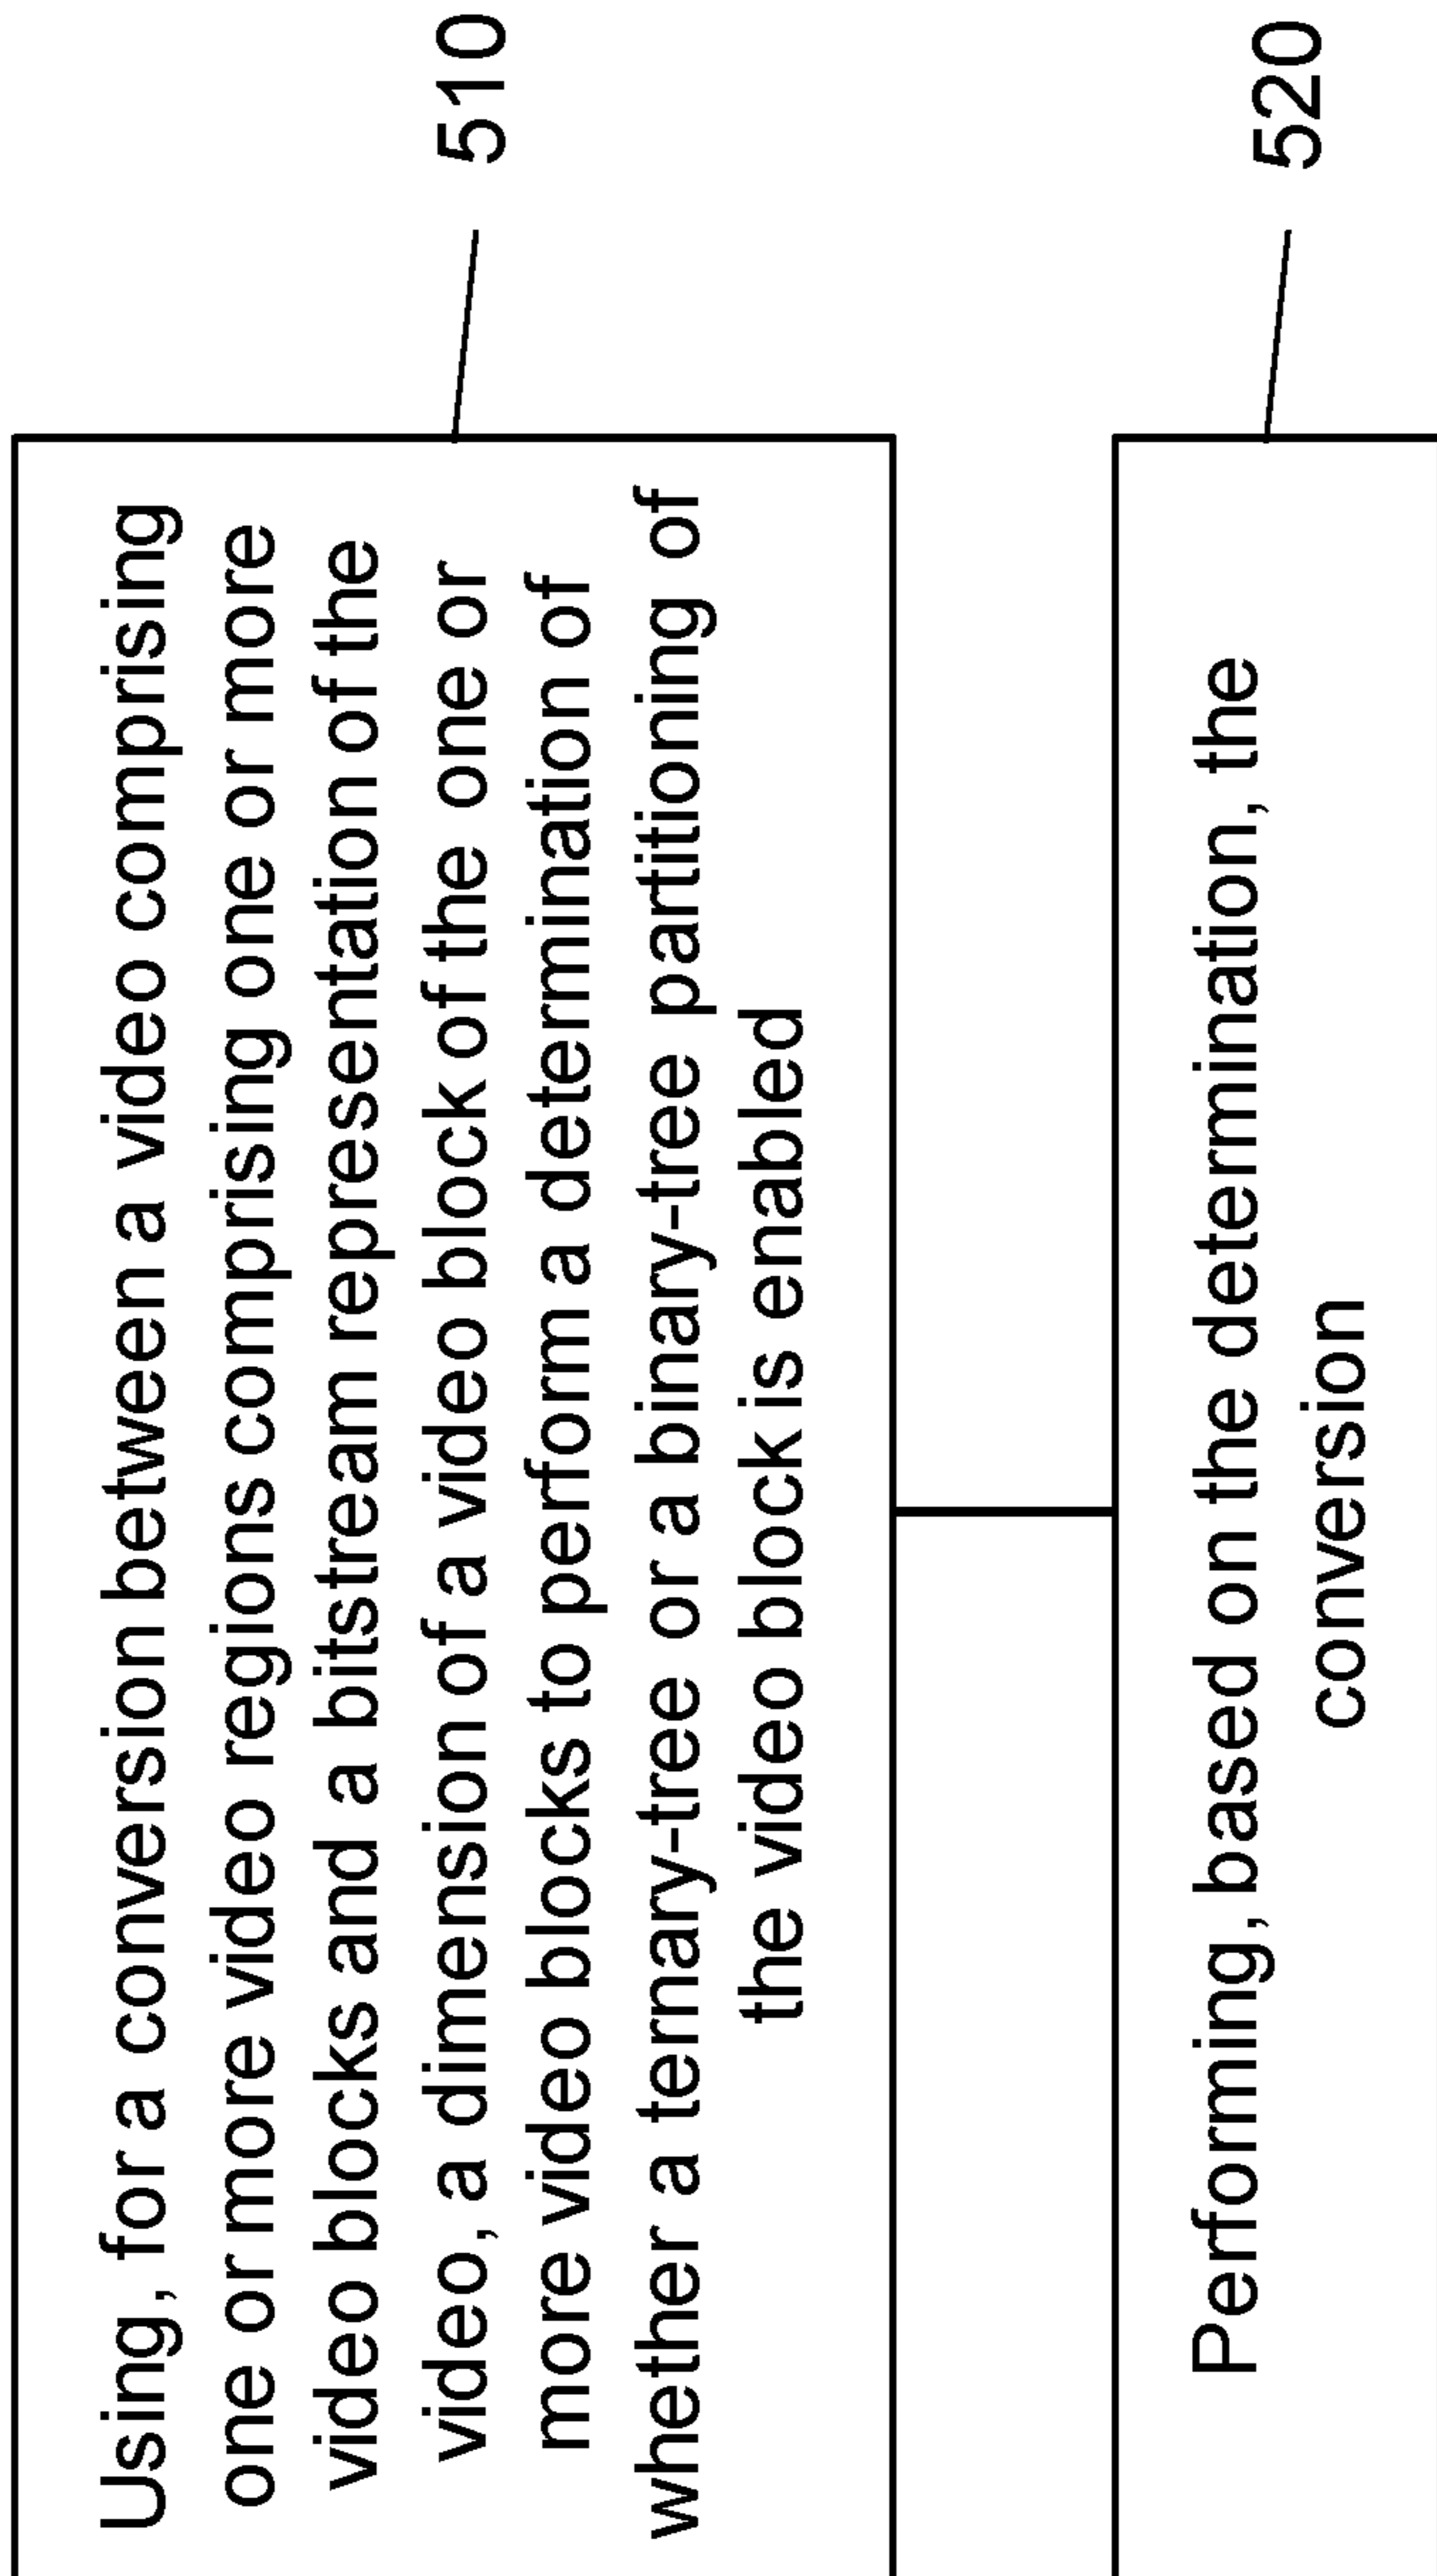 Using, for a conversion between a video comprising
one or more video regions comprising one or more
video blocks and a bitstream representation of the
video, a dimension of a video block of the one or
more video blocks to perform a determination of
whether a ternary-tree or a binary-tree partitioning of
the video block is enabled
510
Performing, based on the determination, the
conversion
520